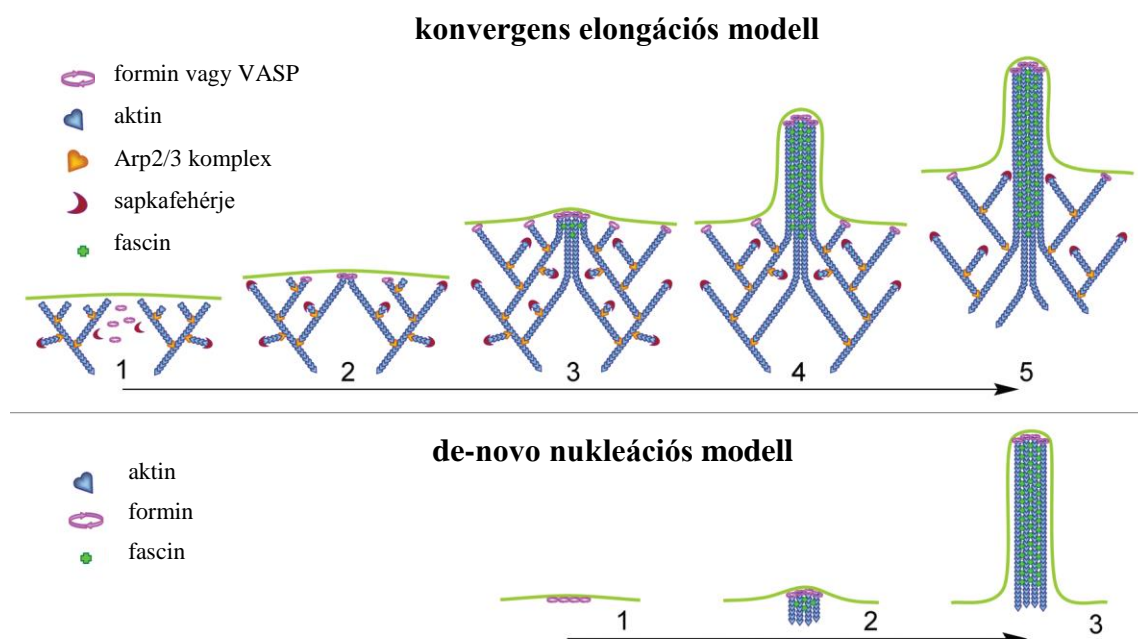 konvergens elongációs modell
formin vagy VASP
aktin
Arp2/3 komplex
sapkafehérje
fascin
1 2 3 4 5
de-novo nukleációs modell
aktin
formin
fascin
1 2 3